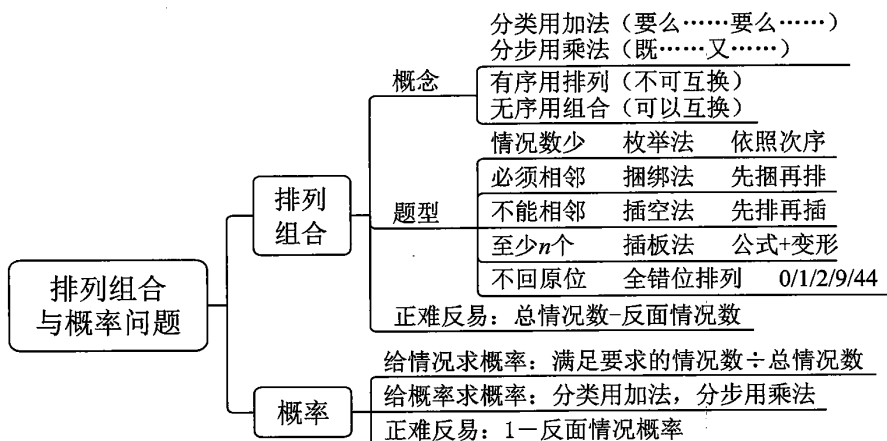 分类用加法（要么……要么……）
分步用乘法（既……又……）
概念
有序用排列（不可互换）
无序用组合（可以互换）
情况数少 枚举法 依照次序
必须相邻 捆绑法 先捆再排
排列
组合
题型
不能相邻 插空法 先排再插
至少n个 插板法 公式+变形
不回原位 全错位排列 0/1/2/9/44
正难反易：总情况数-反面情况数
排列组合
与概率问题
给情况求概率：满足要求的情况数÷总情况数
概率
给概率求概率：分类用加法，分步用乘法
正难反易：1－反面情况概率